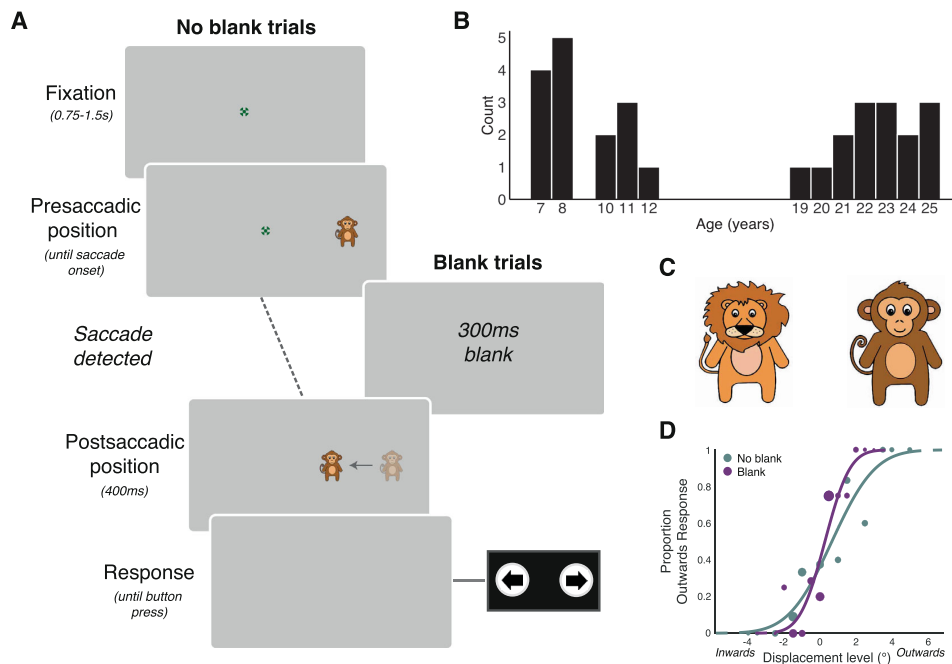 A
No blank trials
Fixation
(0.75-1.5s)
Presaccadic
position
(until saccade
onset)
Saccade
detected
Blank trials
300ms
blank
Postsaccadic
position
(400ms)
Response
(until button
press)
B
Count
5
4
3
2
1
0
7 8 10 11 12 19 20 21 22 23 24 25
Age (years)
C
D
No blank
Blank
Proportion
Outwards Response
1
0.8
0.6
0.4
0.2
0
-4 -2 0 2 4 6
Inwards Displacement level (°) Outwards